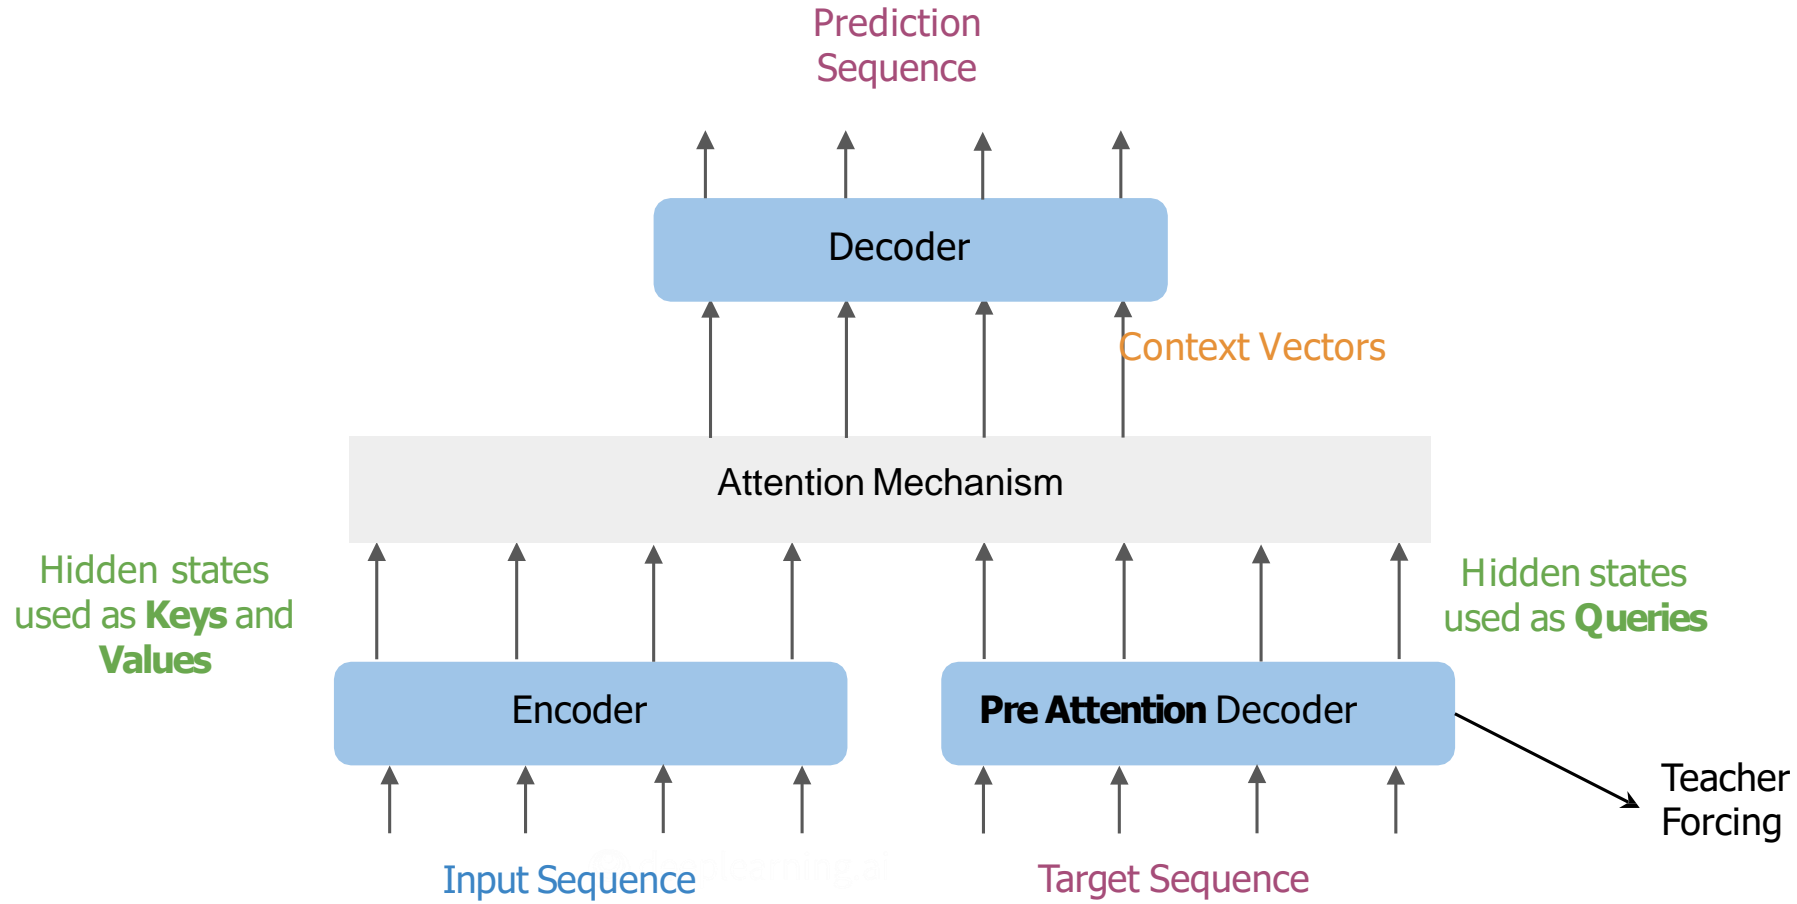 Prediction
Sequence
Decoder
Context Vectors
Attention Mechanism
Hidden states
used as Keys and
Values
Hidden states
used as Queries
Encoder
Pre Attention Decoder
Teacher
Forcing
Input Sequence
Target Sequence